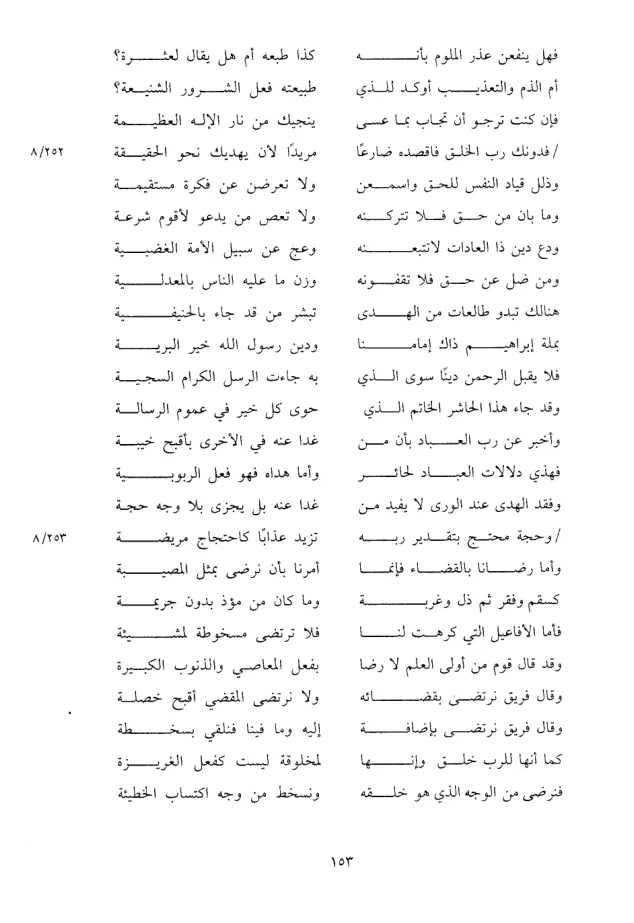 فهل ينفعن عذر الملوم بأنه كذا طبعه أم هل يقال لعثرة؟
أم الذم والتعذيب أوكد للذي طبيعته فعل الشرور الشنيعة؟
فإن كنت ترجو أن تجاب بما عسى ينجيك من نار الإله العظيمة
/ فدونك رب الخلق فاقصده ضارعًا مريدًا لأن يهديك نحو الحقيقة ٨/٢٥٢
وذلل قياد النفس للحق واسمعن ولا تعرضن عن فكرة مستقيمة
وما بان من حق فلا تتركنه ولا تعص من يدعو لأقوم شرعة
ودع دين ذا العادات لاتتبعنه وعج عن سبيل الأمة الغضبية
ومن ضل عن حق فلا تقفونه وزن ما عليه الناس بالمعدلية
هنالك تبدو طالعات من الهدى تبشر من قد جاء بالحنيفية
بملة إبراهيم ذاك إمامنا ودين رسول الله خير البرية
فلا يقبل الرحمن دينًا سوى الذي به جاءت الرسل الكرام السجية
وقد جاء هذا الحاشر الخاتم الذي حوى كل خير في عموم الرسالة
وأخبر عن رب العباد بأن من غدا عنه في الأخرى بأقبح خيبة
فهذي دلالات العباد لحائر وأما هداه فهو فعل الربوبية
وفقد الهدى عند الورى لا يفيد من غدا عنه بل يجزى بلا وجه حجة
/ وحجة محتج بتقدير ربه تزيد عذابًا كاحتجاج مريضة ٨/٢٥٣
وأما رضانا بالقضاء فإنما أمرنا بأن نرضى بمثل المصيبة
كسقم وفقر ثم ذل وغربة وما كان من مؤذ بدون جريمة
فأما الأفاعيل التي كرهت لنا فلا ترتضى مسخوطة لمشيئة
وقد قال قوم من أولى العلم لا رضا بفعل المعاصي والذنوب الكبيرة
وقال فريق نرتضي بقضائه ولا نرتضى المقضي أقبح خصلة
وقال فريق نرتضى بإضافة إليه وما فينا فنلقي بسخطة
كما أنها للرب خلق وإنها لمخلوقة ليست كفعل الغريزة
فنرضى من الوجه الذي هو خلقه ونسخط من وجه اكتساب الخطيئة
١٥٣